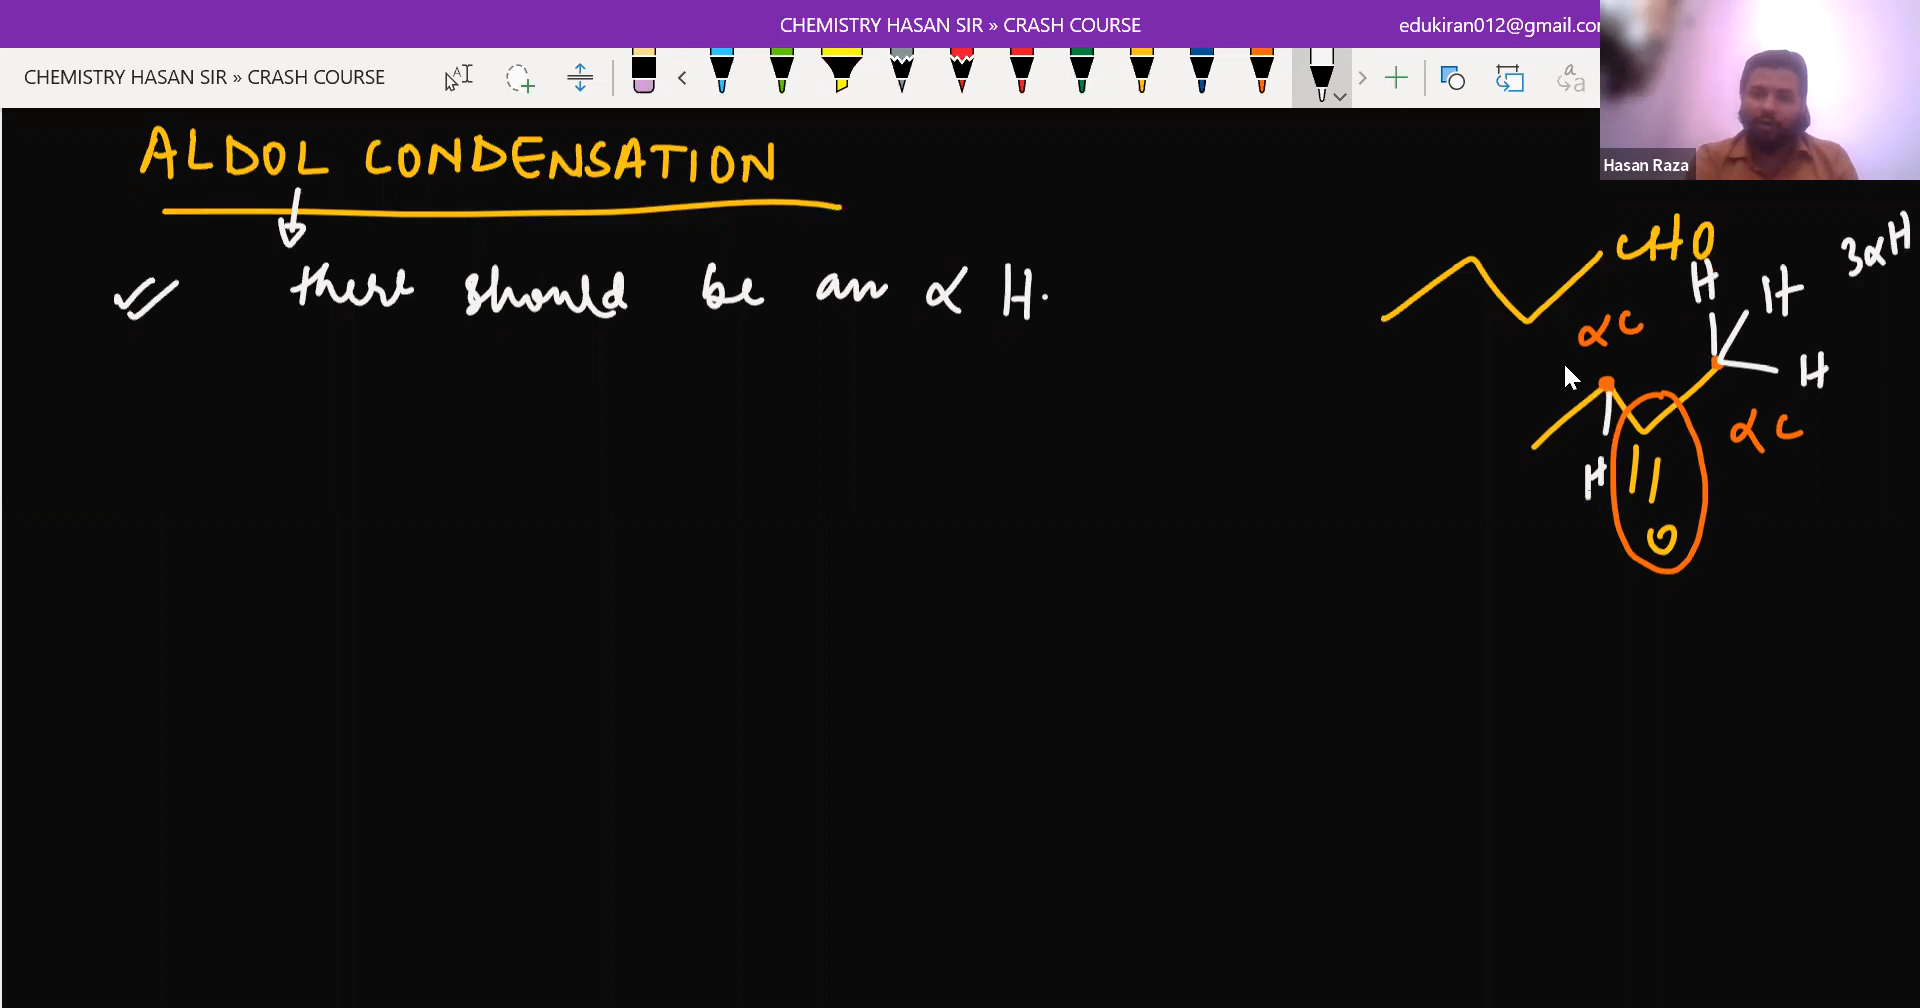 CHEMISTRY HASAN SIR » CRASH COURSE
edukiran012@gmail.co
CHEMISTRY HASAN SIR » CRASH COURSE
Hasan Raza
ALDOL CONDENSATION
there should be an α H.
CHO
3αH
H H
αC
H
αC
H
O